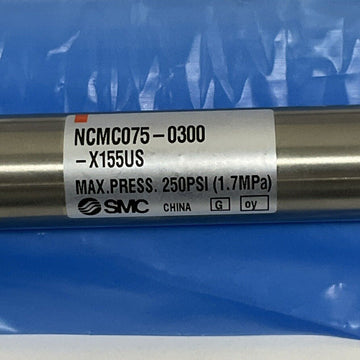 NCMC075-0300
-X155US
MAX.PRESS. 250PSI (1.7MPa)
SMC CHINA G oy